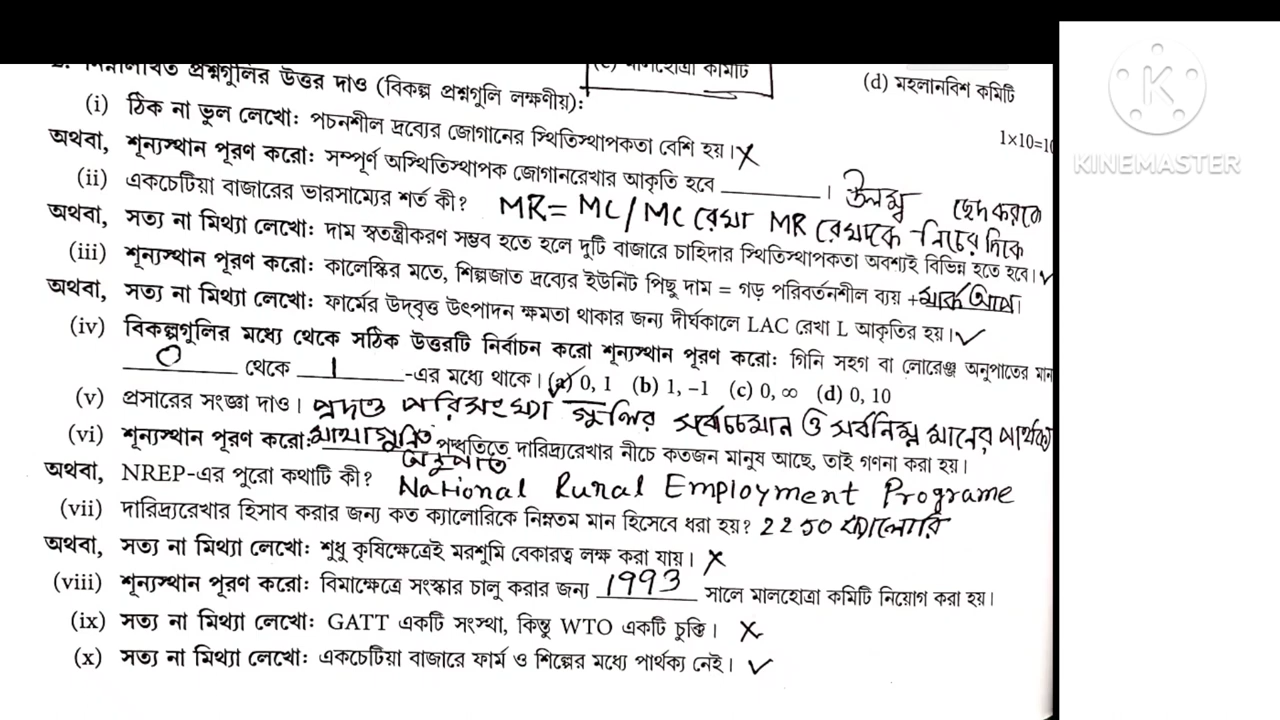 2. নিম্নলিখিত প্রশ্নগুলির উত্তর দাও (বিকল্প প্রশ্নগুলি লক্ষণীয়):
(c) মালহোত্রা কমিটি
(d) মহলানবিশ কমিটি
1×10=10
(i) ঠিক না ভুল লেখো: পচনশীল দ্রব্যের জোগানের স্থিতিস্থাপকতা বেশি হয়। ✗
অথবা, শূন্যস্থান পূরণ করো: সম্পূর্ণ অস্থিতিস্থাপক জোগানরেখার আকৃতি হবে ________। উলম্ব
(ii) একচেটিয়া বাজারের ভারসাম্যের শর্ত কী? MR = MC / MC রেখা MR রেখাকে নিচের দিকে ছেদ করতে
অথবা, সত্য না মিথ্যা লেখো: দাম স্বতন্ত্রীকরণ সম্ভব হতে হলে দুটি বাজারে চাহিদার স্থিতিস্থাপকতা অবশ্যই বিভিন্ন হতে হবে। ✓
(iii) শূন্যস্থান পূরণ করো: কালেস্কির মতে, শিল্পজাত দ্রব্যের ইউনিট পিছু দাম = গড় পরিবর্তনশীল ব্যয় + মার্ক আপ।
অথবা, সত্য না মিথ্যা লেখো: ফার্মের উদ্‌বৃত্ত উৎপাদন ক্ষমতা থাকার জন্য দীর্ঘকালে LAC রেখা L আকৃতির হয়। ✓
(iv) বিকল্পগুলির মধ্যে থেকে সঠিক উত্তরটি নির্বাচন করো শূন্যস্থান পূরণ করো: গিনি সহগ বা লোরেঞ্জ অনুপাতের মান
0 থেকে 1 -এর মধ্যে থাকে। (a) ✓ 0, 1 (b) 1, –1 (c) 0, ∞ (d) 0, 10
(v) প্রসারের সংজ্ঞা দাও। প্রদত্ত পরিসংখ্যা গুলির সর্বোচ্চমান ও সর্বনিম্ন মানের পার্থক্য
(vi) শূন্যস্থান পূরণ করো: মাথাগুনতি অনুপাত পদ্ধতিতে দারিদ্র্যরেখার নীচে কতজন মানুষ আছে, তাই গণনা করা হয়।
অথবা, NREP-এর পুরো কথাটি কী? National Rural Employment Programe
(vii) দারিদ্র্যরেখার হিসাব করার জন্য কত ক্যালোরিকে নিম্নতম মান হিসেবে ধরা হয়? 2250 ক্যালোরি
অথবা, সত্য না মিথ্যা লেখো: শুধু কৃষিক্ষেত্রেই মরশুমি বেকারত্ব লক্ষ করা যায়। ✗
(viii) শূন্যস্থান পূরণ করো: বিমাক্ষেত্রে সংস্কার চালু করার জন্য 1993 সালে মালহোত্রা কমিটি নিয়োগ করা হয়।
(ix) সত্য না মিথ্যা লেখো: GATT একটি সংস্থা, কিন্তু WTO একটি চুক্তি। ✗
(x) সত্য না মিথ্যা লেখো: একচেটিয়া বাজারে ফার্ম ও শিল্পের মধ্যে পার্থক্য নেই। ✓
K
KINEMASTER